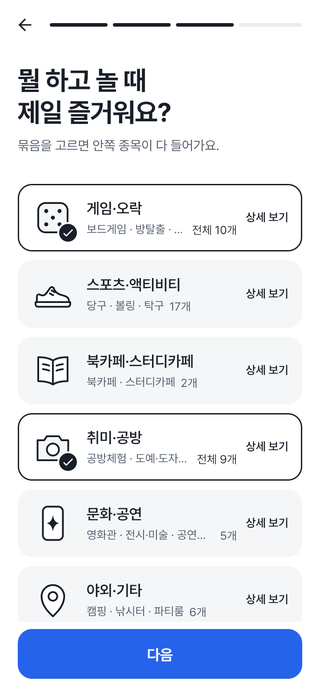 뭘 하고 놀 때
제일 즐거워요?
묶음을 고르면 안쪽 종목이 다 들어가요.
게임·오락
보드게임 · 방탈출 · ... 전체 10개
상세 보기
스포츠·액티비티
당구 · 볼링 · 탁구 17개
상세 보기
북카페·스터디카페
북카페 · 스터디카페 2개
상세 보기
취미·공방
공방체험 · 도예·도자... 전체 9개
상세 보기
문화·공연
영화관 · 전시·미술 · 공연... 5개
상세 보기
야외·기타
캠핑 · 낚시터 · 파티룸 6개
상세 보기
다음